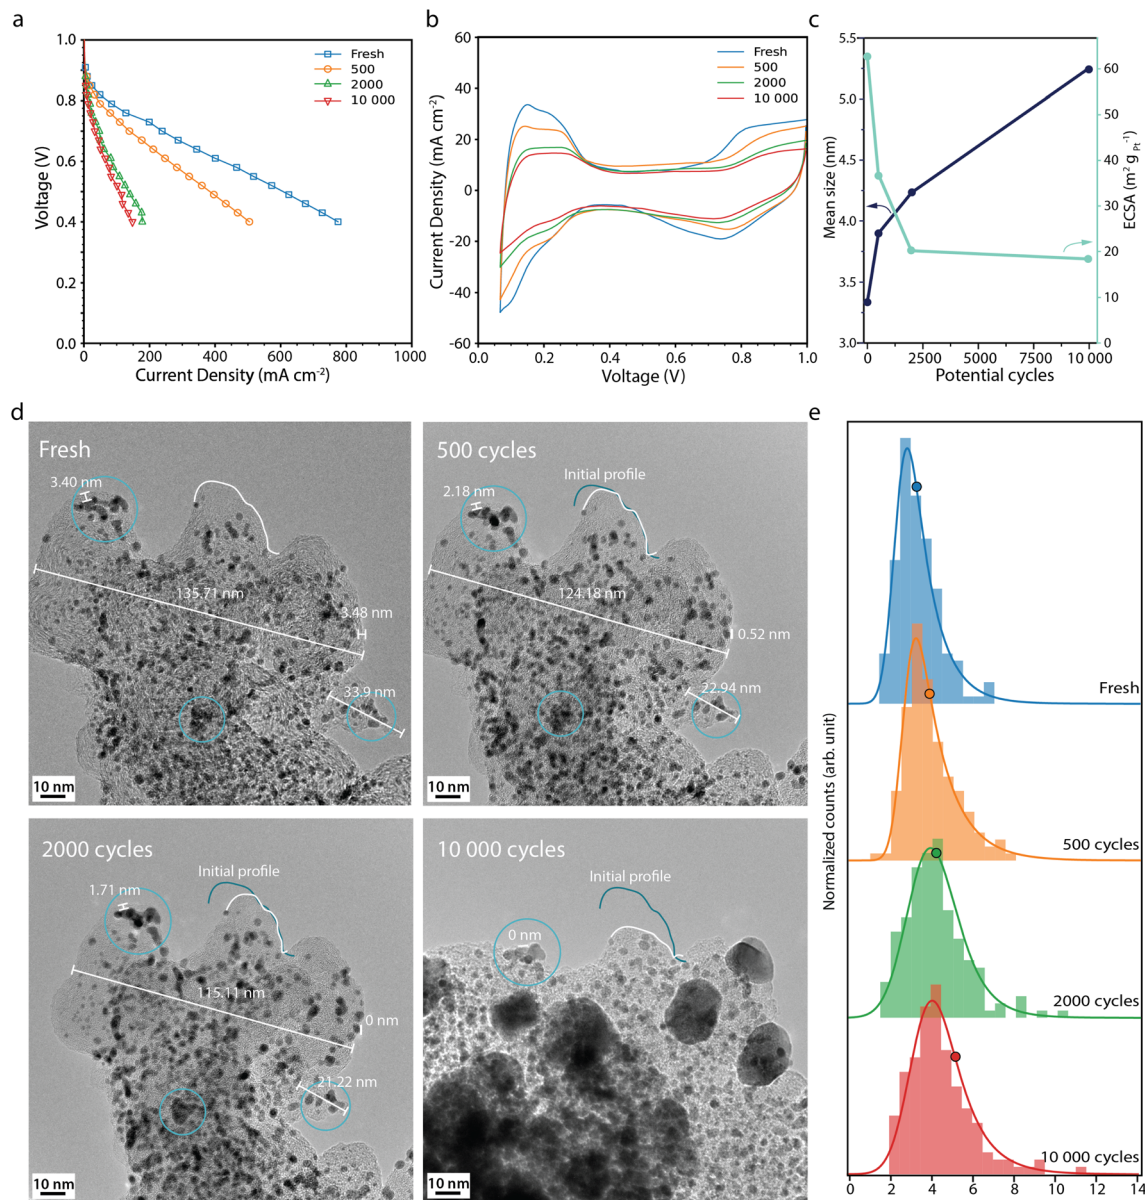 a
1.0
0.8
0.6
0.4
0.2
0.0
Voltage (V)
0
200
400
600
800
1000
Current Density (mA cm⁻²)
Fresh
500
2000
10 000
b
60
40
20
0
-20
-40
-60
Current Density (mA cm⁻²)
0.0
0.2
0.4
0.6
0.8
1.0
Voltage (V)
Fresh
500
2000
10 000
c
5.5
5.0
4.5
4.0
3.5
3.0
Mean size (nm)
60
50
40
30
20
10
0
ECSA (m² g Pt⁻¹)
0
2500
5000
7500
10 000
Potential cycles
d
Fresh
3.40 nm
135.71 nm
3.48 nm
33.9 nm
10 nm
500 cycles
Initial profile
2.18 nm
124.18 nm
0.52 nm
22.94 nm
10 nm
2000 cycles
Initial profile
1.71 nm
115.11 nm
0 nm
21.22 nm
10 nm
10 000 cycles
Initial profile
0 nm
10 nm
e
Normalized counts (arb. unit)
Fresh
500 cycles
2000 cycles
10 000 cycles
0
2
4
6
8
10
12
14